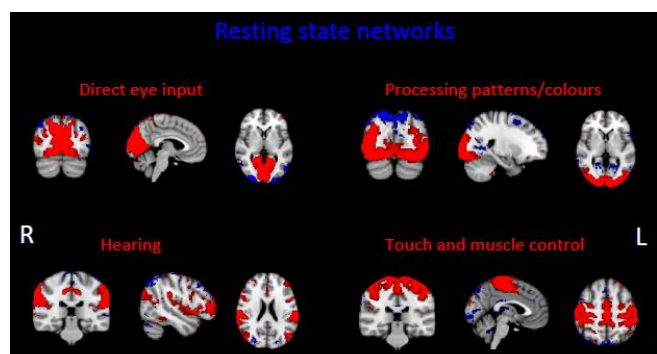 Resting state networks
Direct eye input
Processing patterns/colours
R
L
Hearing
Touch and muscle control